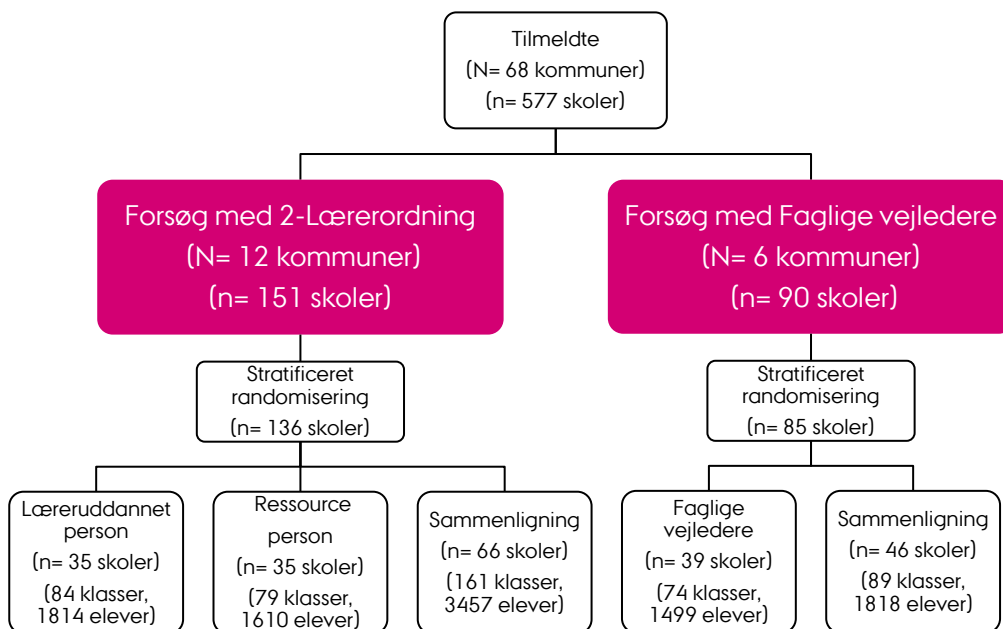 Tilmeldte
(N= 68 kommuner)
(n= 577 skoler)
Forsøg med 2-Lærerordning
(N= 12 kommuner)
(n= 151 skoler)
Forsøg med Faglige vejledere
(N= 6 kommuner)
(n= 90 skoler)
Stratificeret
randomisering
(n= 136 skoler)
Stratificeret
randomisering
(n= 85 skoler)
Læreruddannet
person
(n= 35 skoler)
(84 klasser,
1814 elever)
Ressource
person
(n= 35 skoler)
(79 klasser,
1610 elever)
Sammenligning
(n= 66 skoler)
(161 klasser,
3457 elever)
Faglige
vejledere
(n= 39 skoler)
(74 klasser,
1499 elever)
Sammenligning
(n= 46 skoler)
(89 klasser,
1818 elever)